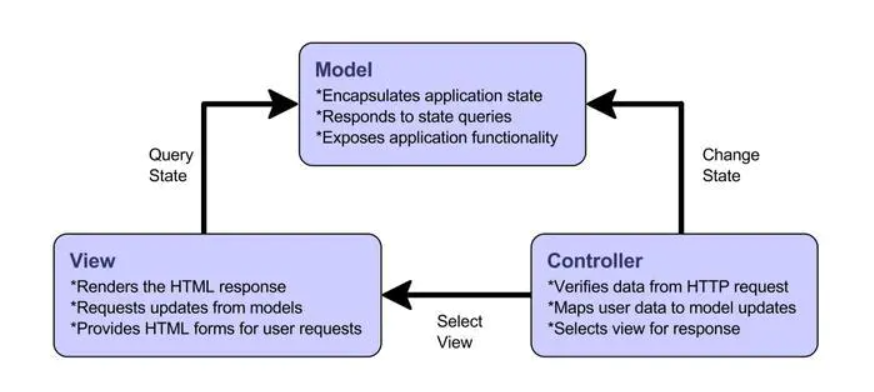 Model
*Encapsulates application state
*Responds to state queries
*Exposes application functionality
Query
State
Change
State
View
*Renders the HTML response
*Requests updates from models
*Provides HTML forms for user requests
Controller
*Verifies data from HTTP request
*Maps user data to model updates
*Selects view for response
Select
View